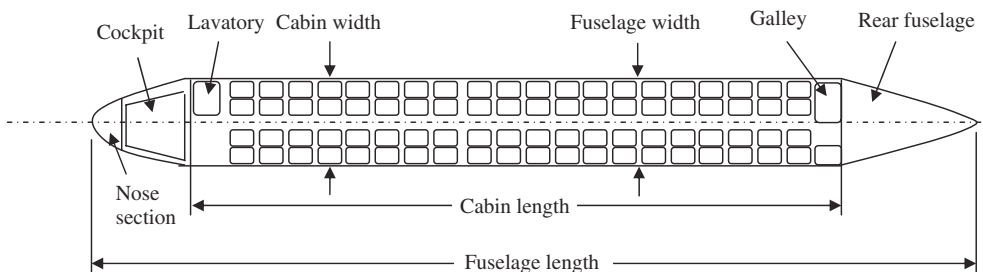 Lavatory
Cabin width
Fuselage width
Galley
Rear fuselage
Cockpit
Nose
section
Cabin length
Fuselage length